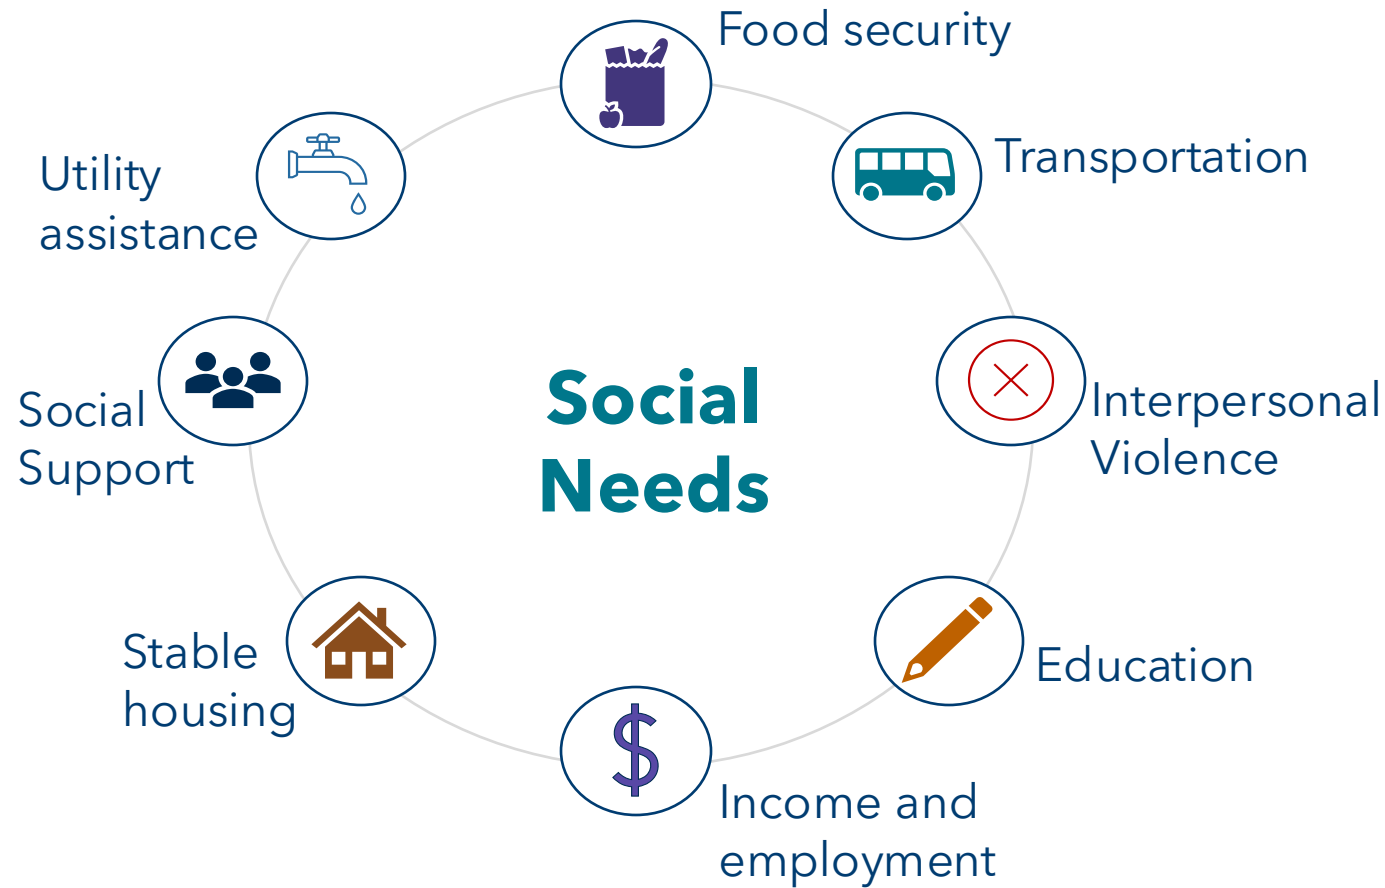 Food security
Transportation
Utility
assistance
Social
Needs
Interpersonal
Violence
Social
Support
Education
Stable
housing
Income and
employment